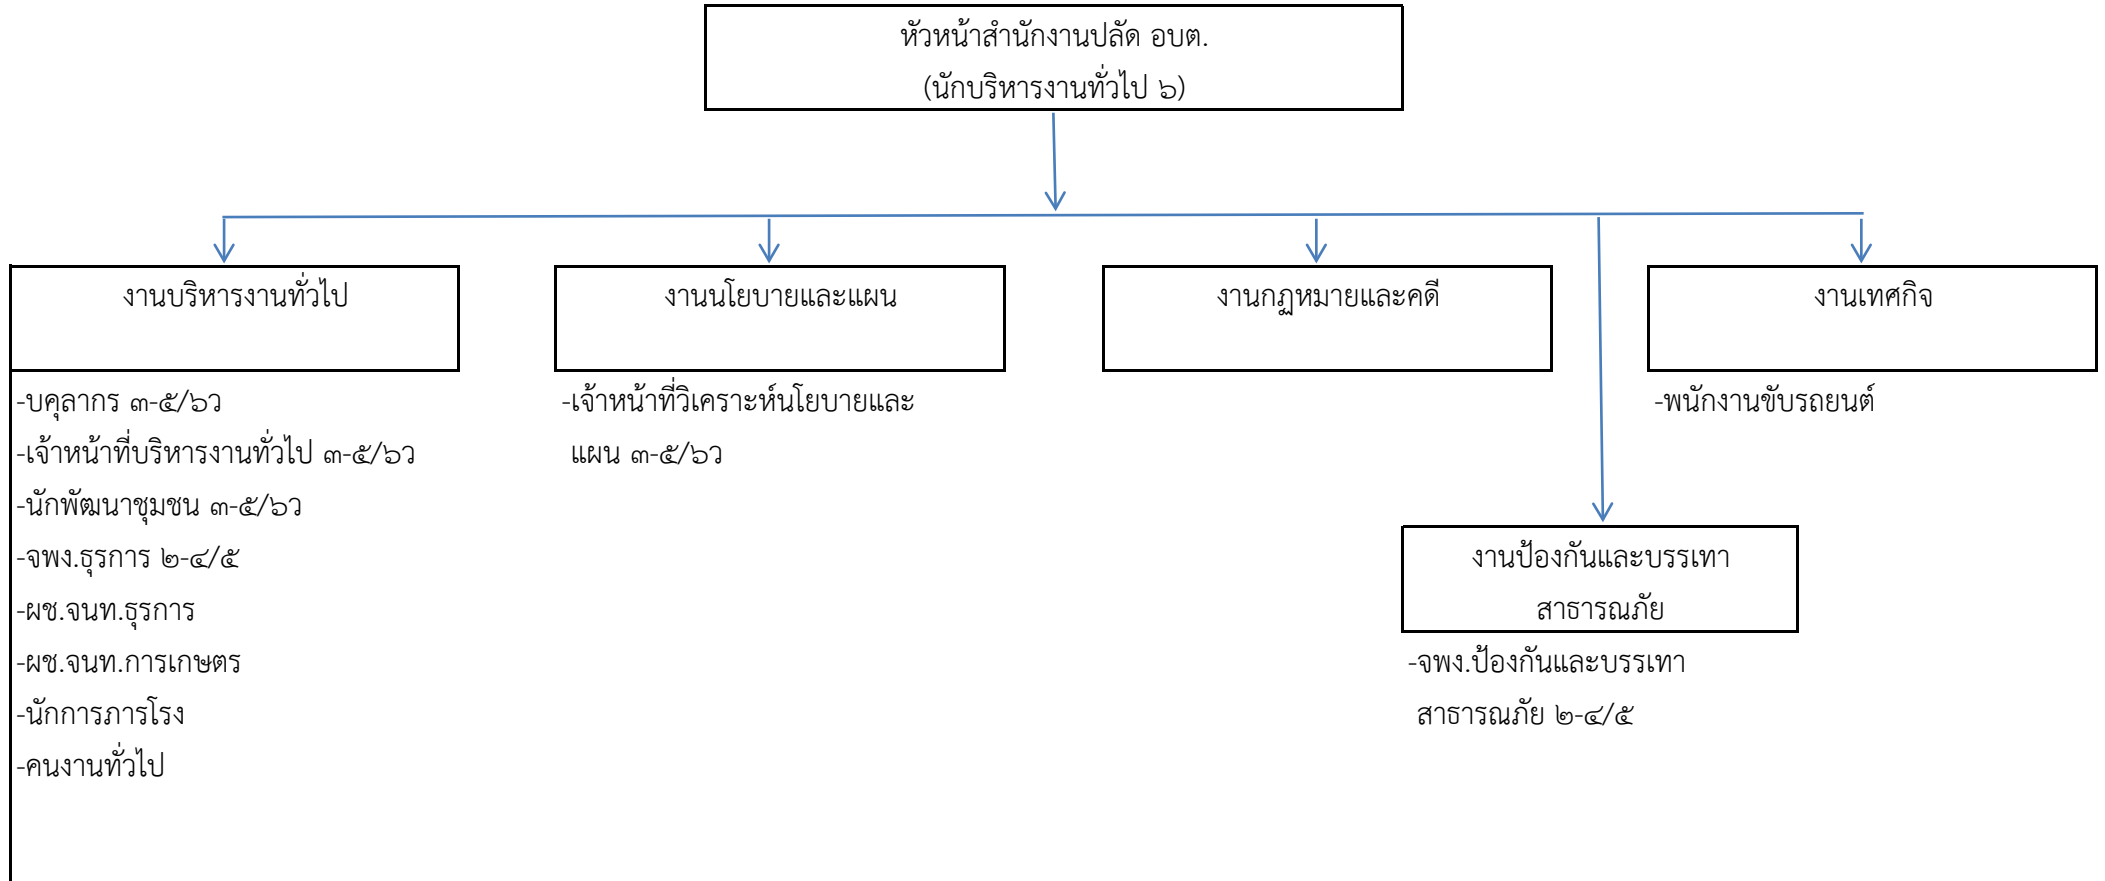 หัวหน้าสำนักงานปลัด อบต.
(นักบริหารงานทั่วไป ๖)
งานบริหารงานทั่วไป
-บคุลากร ๓-๕/๖ว
-เจ้าหน้าที่บริหารงานทั่วไป ๓-๕/๖ว
-นักพัฒนาชุมชน ๓-๕/๖ว
-จพง.ธุรการ ๒-๔/๕
-ผช.จนท.ธุรการ
-ผช.จนท.การเกษตร
-นักการภารโรง
-คนงานทั่วไป
งานนโยบายและแผน
-เจ้าหน้าที่วิเคราะห์นโยบายและ
แผน ๓-๕/๖ว
งานกฎหมายและคดี
งานเทศกิจ
-พนักงานขับรถยนต์
งานป้องกันและบรรเทา
สาธารณภัย
-จพง.ป้องกันและบรรเทา
สาธารณภัย ๒-๔/๕